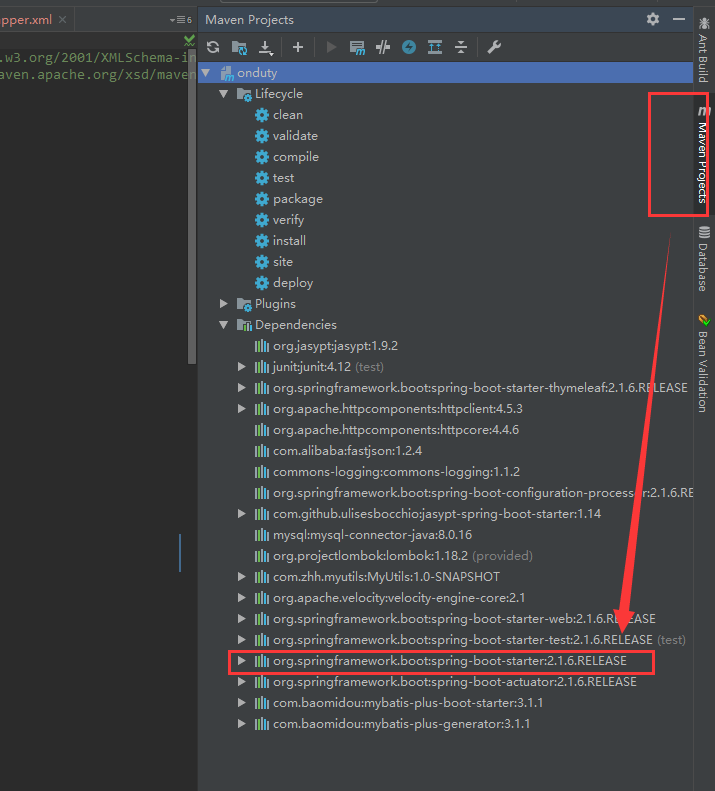 apper.xml
6
Maven Projects
.w3.org/2001/XMLSchema-in
aven.apache.org/xsd/maven
onduty
Lifecycle
clean
validate
compile
test
package
verify
install
site
deploy
Plugins
Dependencies
org.jasypt:jasypt:1.9.2
junit:junit:4.12 (test)
org.springframework.boot:spring-boot-starter-thymeleaf:2.1.6.RELEASE
org.apache.httpcomponents:httpclient:4.5.3
org.apache.httpcomponents:httpcore:4.4.6
com.alibaba:fastjson:1.2.4
commons-logging:commons-logging:1.1.2
org.springframework.boot:spring-boot-configuration-processor:2.1.6.RE
com.github.ulisesbocchio:jasypt-spring-boot-starter:1.14
mysql:mysql-connector-java:8.0.16
org.projectlombok:lombok:1.18.2 (provided)
com.zhh.myutils:MyUtils:1.0-SNAPSHOT
org.apache.velocity:velocity-engine-core:2.1
org.springframework.boot:spring-boot-starter-web:2.1.6.RELEASE
org.springframework.boot:spring-boot-starter-test:2.1.6.RELEASE (test)
org.springframework.boot:spring-boot-starter:2.1.6.RELEASE
org.springframework.boot:spring-boot-actuator:2.1.6.RELEASE
com.baomidou:mybatis-plus-boot-starter:3.1.1
com.baomidou:mybatis-plus-generator:3.1.1
Ant Build
Maven Projects
Database
Bean Validation